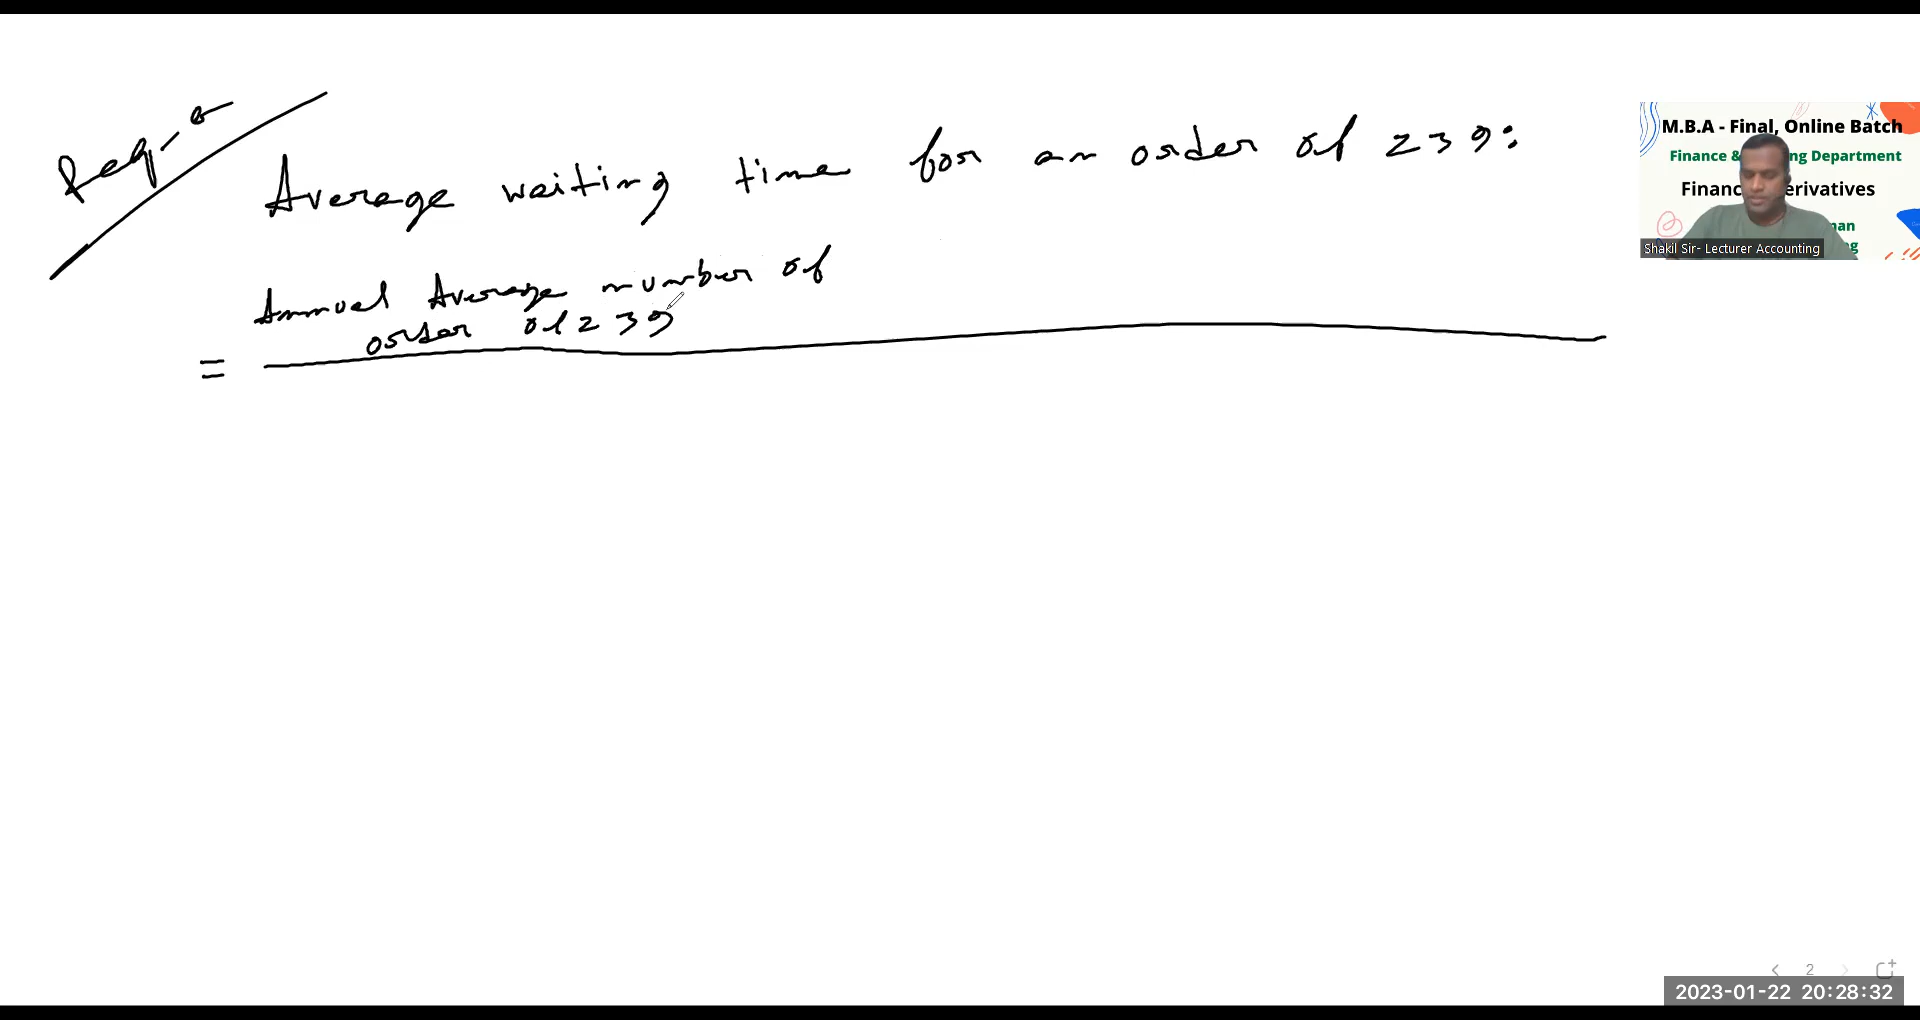 Req - a
Average waiting time for an order of Z39:
Annual Average number of
order of Z39
=
M.B.A - Final, Online Batch
Finance & ng Department
Financ erivatives
an
g
Shakil Sir- Lecturer Accounting
2
2023-01-22 20:28:32